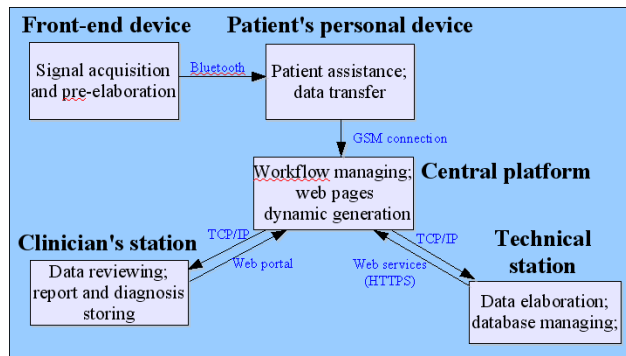 Front-end device
Patient's personal device
Signal acquisition
and pre-elaboration
Bluetooth
Patient assistance;
data transfer
GSM connection
Workflow managing;
web pages
dynamic generation
Central platform
TCP/IP
Web portal
TCP/IP
Web services
(HTTPS)
Clinician's station
Data reviewing;
report and diagnosis
storing
Technical
station
Data elaboration;
database managing;